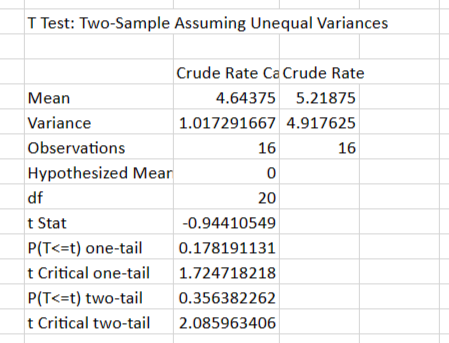 T Test: Two-Sample Assuming Unequal Variances
Crude Rate Ca Crude Rate
Mean 4.64375 5.21875
Variance 1.017291667 4.917625
Observations 16 16
Hypothesized Mean 0
df 20
t Stat -0.94410549
P(T<=t) one-tail 0.178191131
t Critical one-tail 1.724718218
P(T<=t) two-tail 0.356382262
t Critical two-tail 2.085963406